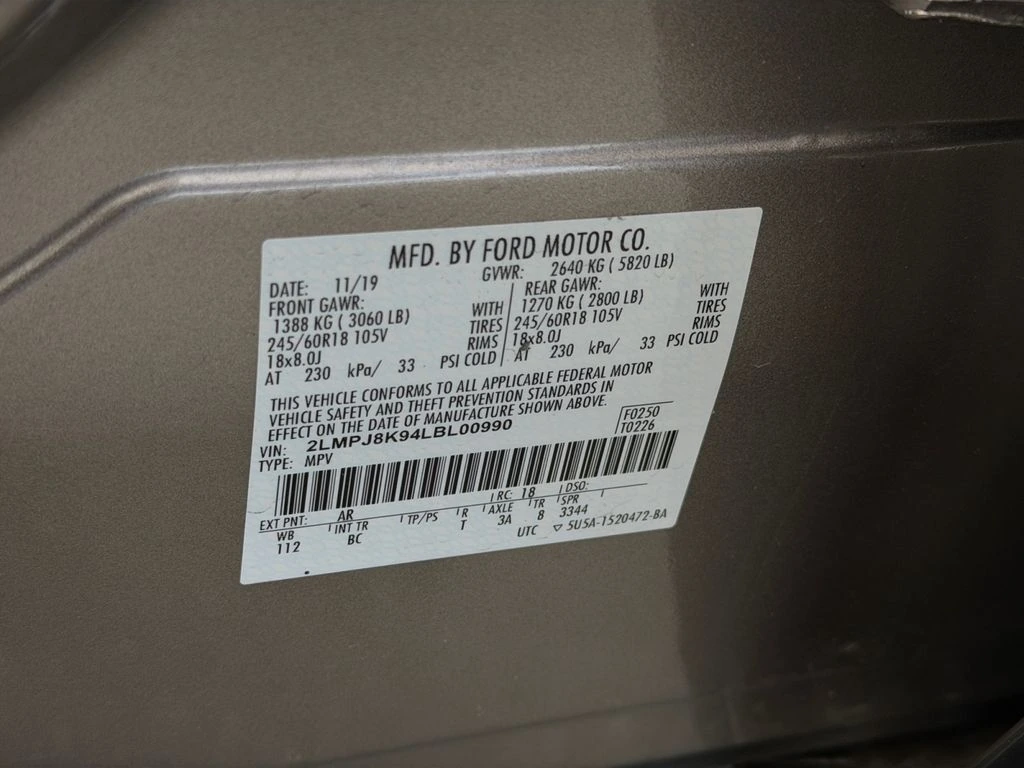 MFD. BY FORD MOTOR CO.
DATE: 11/19 GVWR: 2640 KG ( 5820 LB)
FRONT GAWR: REAR GAWR:
1388 KG ( 3060 LB) WITH 1270 KG ( 2800 LB) WITH
245/60R18 105V TIRES 245/60R18 105V TIRES
18x8.0J RIMS 18x8.0J RIMS
AT 230 kPa/ 33 PSI COLD AT 230 kPa/ 33 PSI COLD
THIS VEHICLE CONFORMS TO ALL APPLICABLE FEDERAL MOTOR
VEHICLE SAFETY AND THEFT PREVENTION STANDARDS IN
EFFECT ON THE DATE OF MANUFACTURE SHOWN ABOVE.
VIN: 2LMPJ8K94LBL00990 F0250
TYPE: MPV T0226
EXT PNT: AR RC: 18 DSO:
WB INT TR TP/PS R AXLE TR SPR
112 BC T 3A 8 3344
UTC ▽ 5U5A-1520472-BA